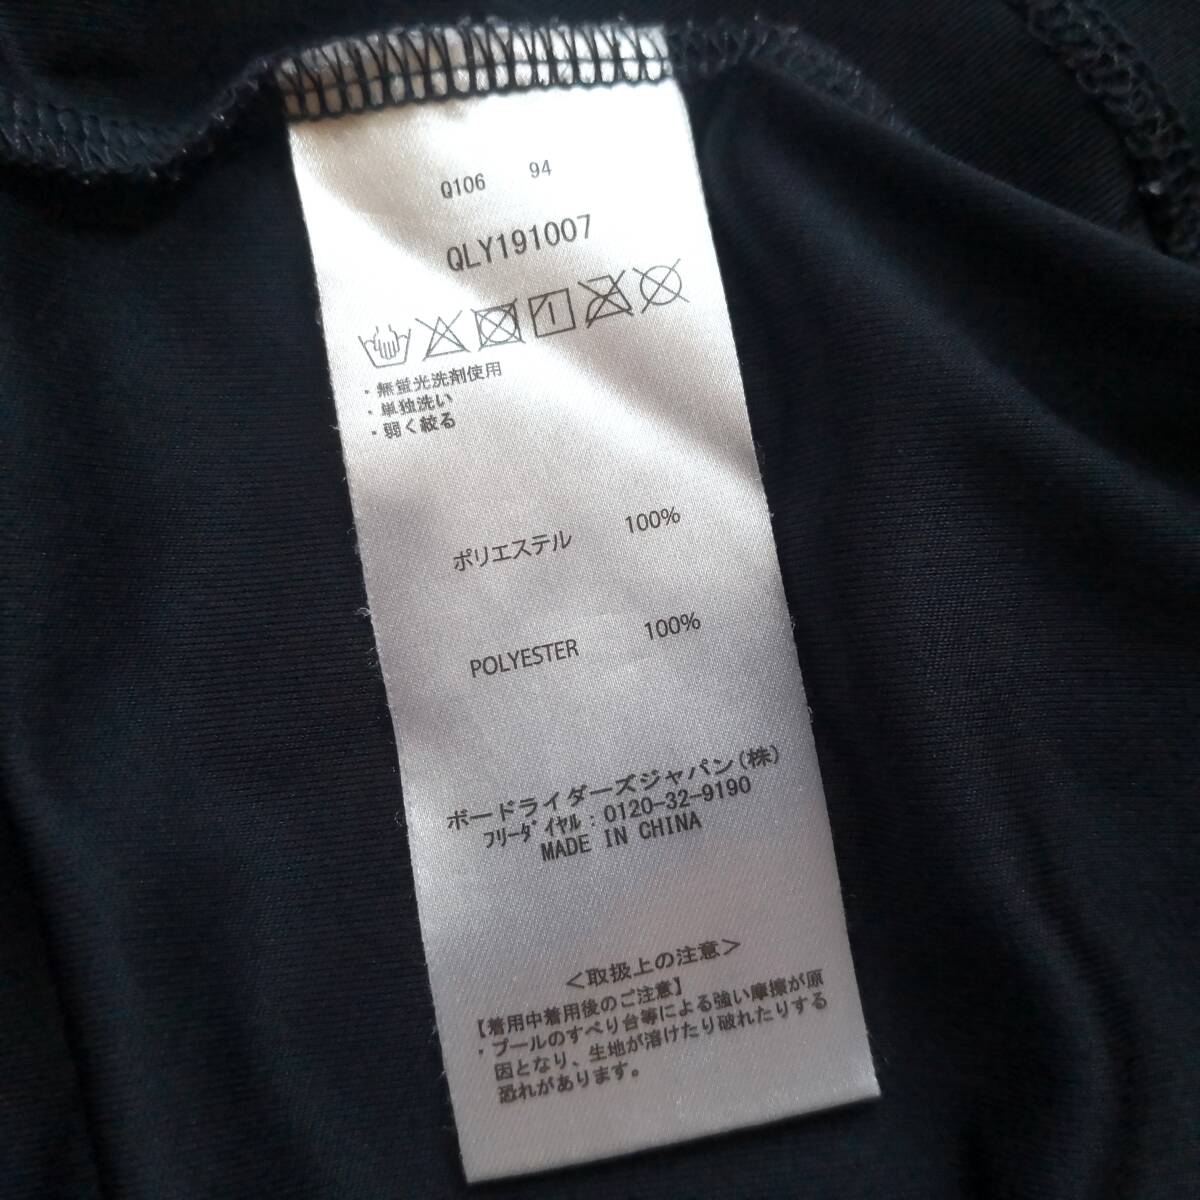 Q106 94
QLY191007
・無蛍光洗剤使用
・単独洗い
・弱く絞る
ポリエステル 100%
POLYESTER 100%
ボードライダーズジャパン(株)
フリーダイヤル:0120-32-9190
MADE IN CHINA
<取扱上の注意>
【着用中着用後のご注意】
・プールのすべり台等による強い摩擦が原
因となり、生地が溶けたり破れたりする
恐れがあります。